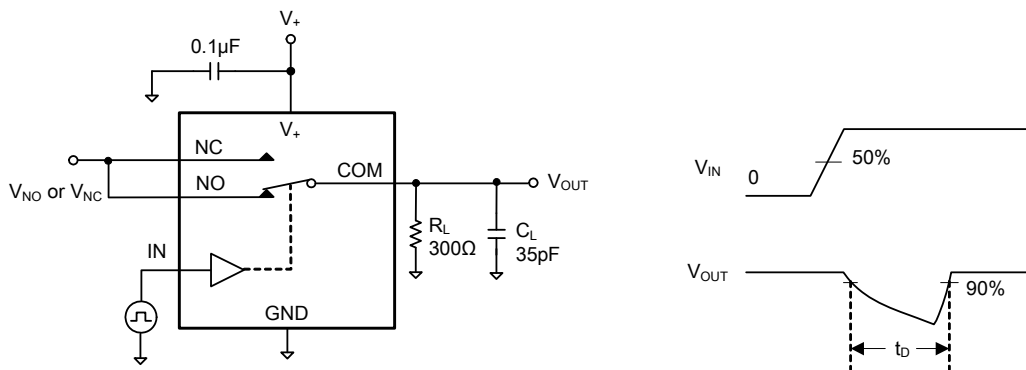 V+
0.1μF
V+
NC
NO
COM
VOUT
VNO or VNC
RL
300Ω
CL
35pF
IN
GND
VIN
0
50%
VOUT
90%
tD